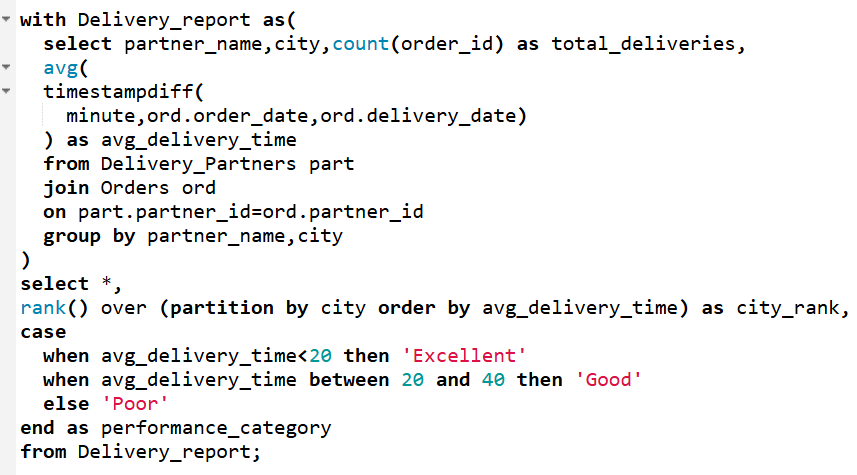 with Delivery_report as(
select partner_name,city,count(order_id) as total_deliveries,
avg(
timestampdiff(
minute,ord.order_date,ord.delivery_date)
) as avg_delivery_time
from Delivery_Partners part
join Orders ord
on part.partner_id=ord.partner_id
group by partner_name,city
)
select *,
rank() over (partition by city order by avg_delivery_time) as city_rank,
case
when avg_delivery_time<20 then 'Excellent'
when avg_delivery_time between 20 and 40 then 'Good'
else 'Poor'
end as performance_category
from Delivery_report;